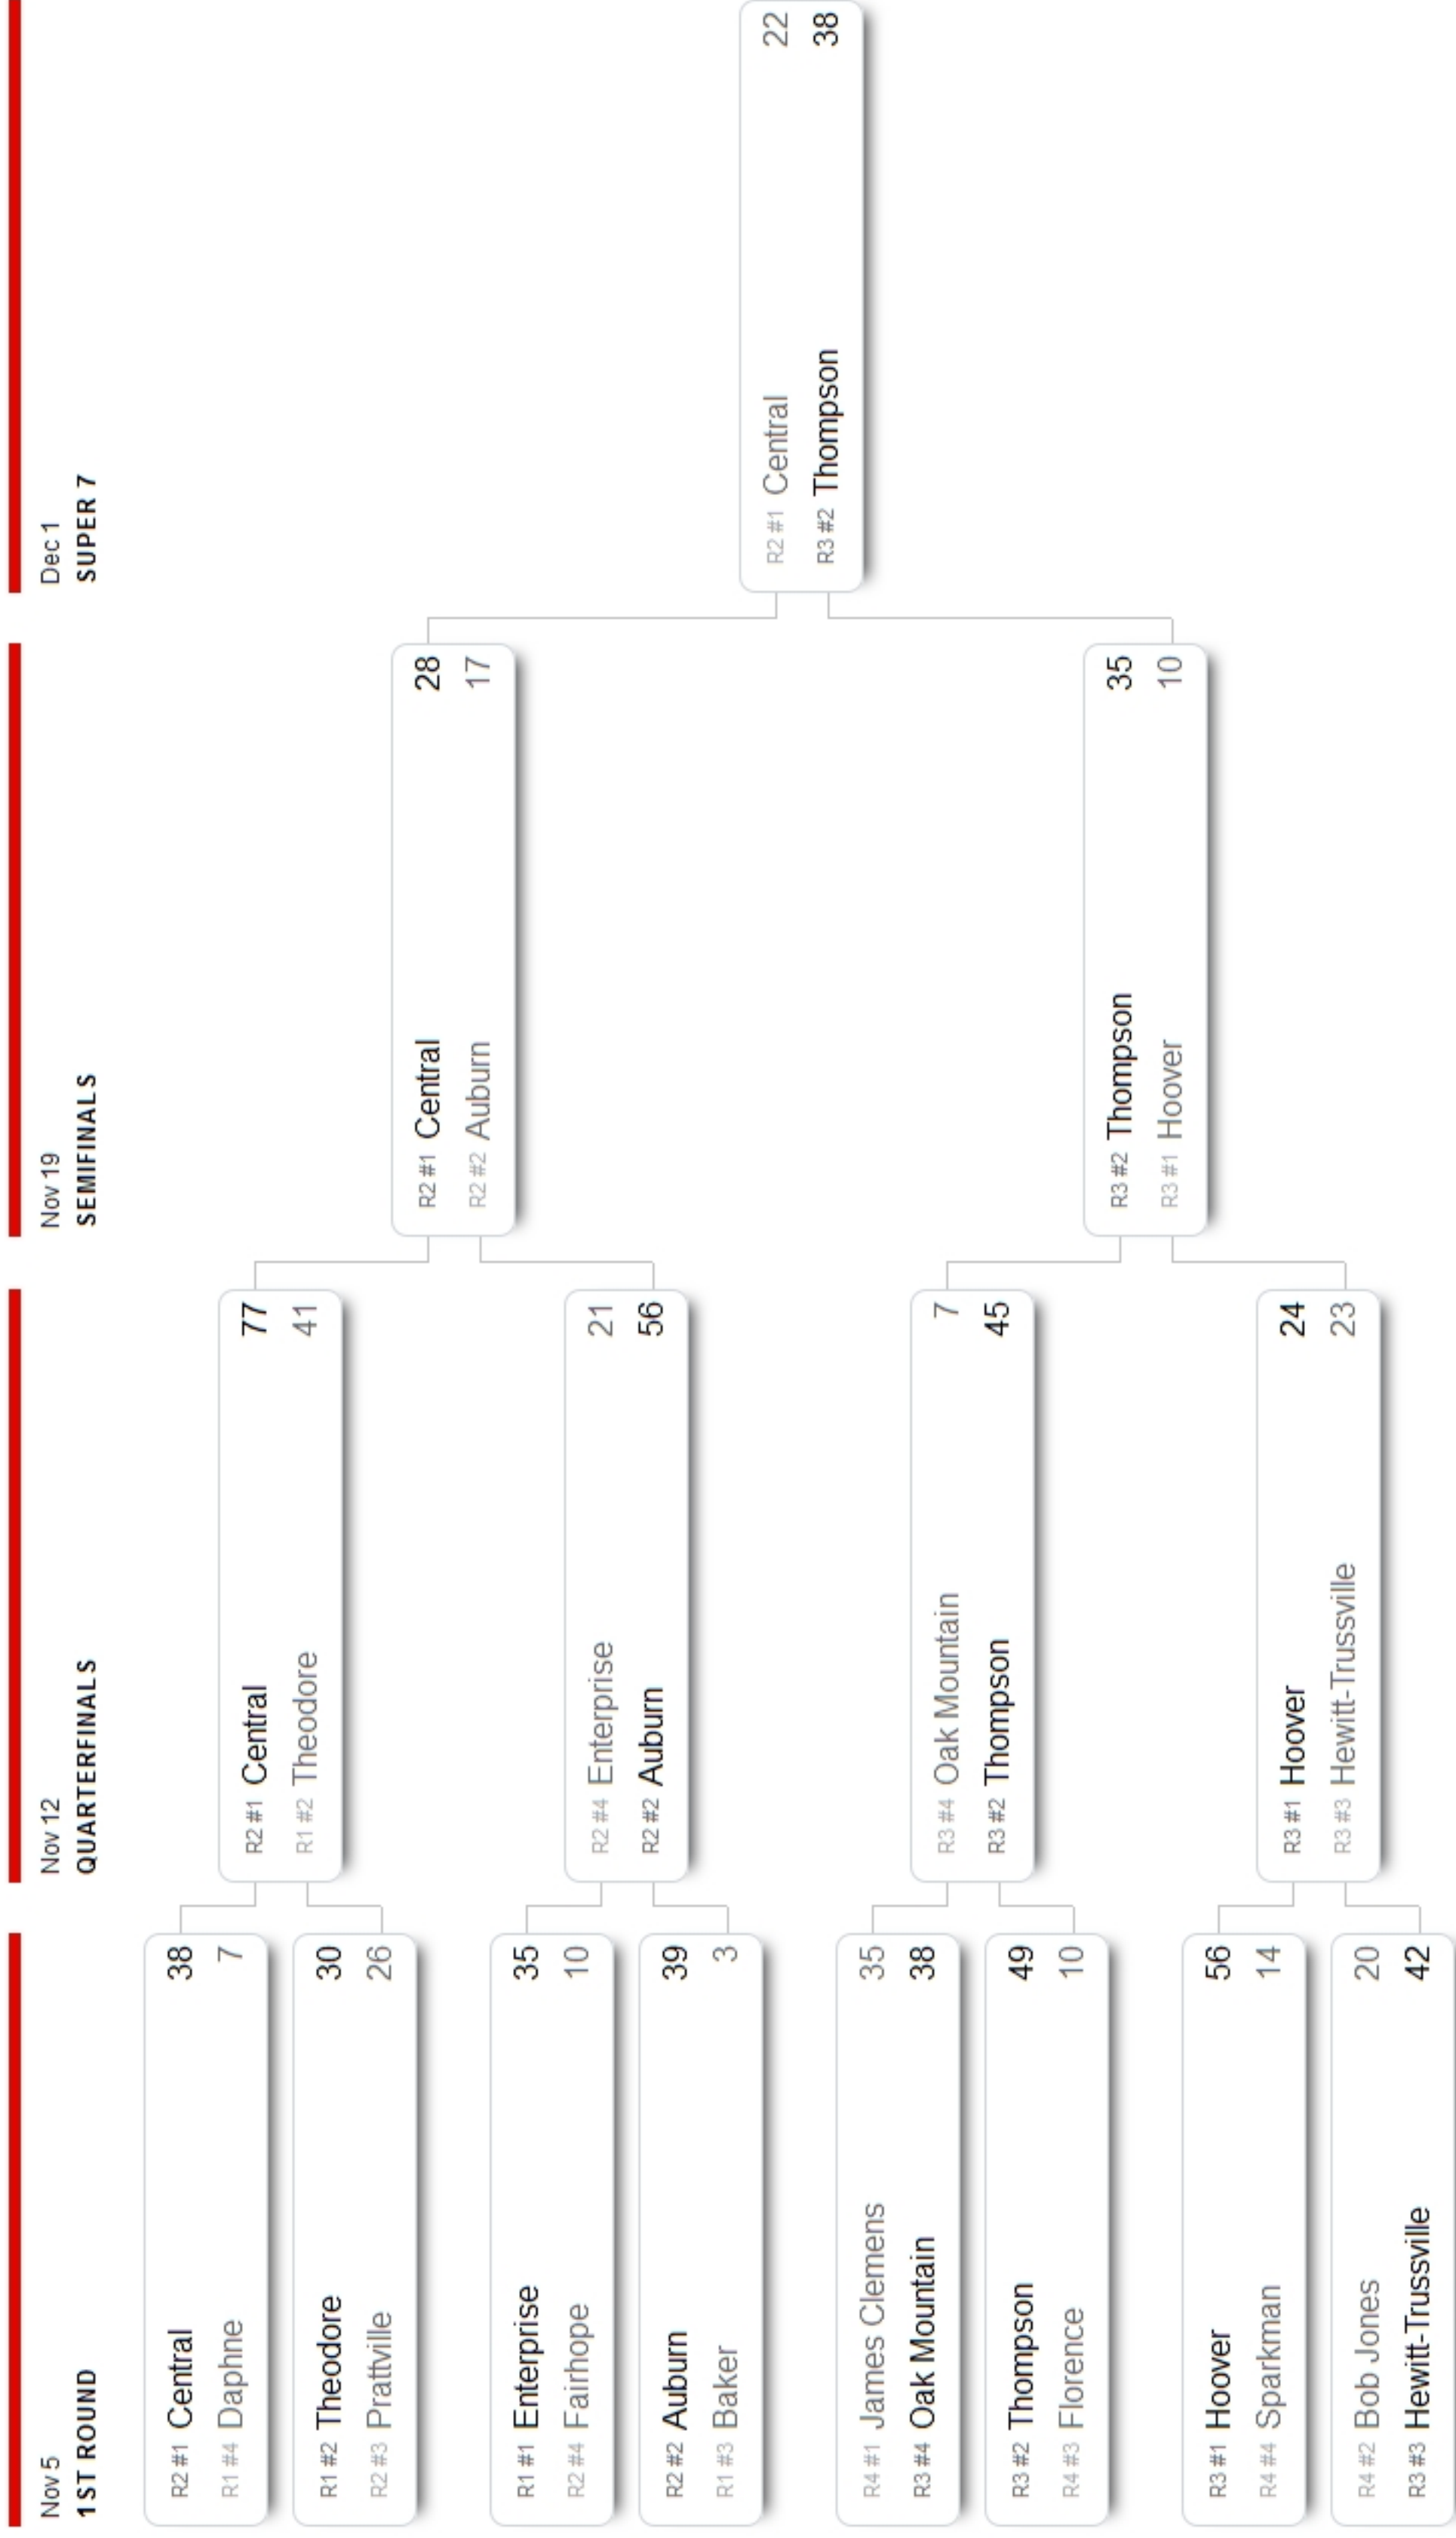 Nov 5
1ST ROUND
R2 #1 Central 38
R1 #4 Daphne 7
R1 #2 Theodore 30
R2 #3 Prattville 26
R1 #1 Enterprise 35
R2 #4 Fairhope 10
R2 #2 Auburn 39
R1 #3 Baker 3
R4 #1 James Clemens 35
R3 #4 Oak Mountain 38
R3 #2 Thompson 49
R4 #3 Florence 10
R3 #1 Hoover 56
R4 #4 Sparkman 14
R4 #2 Bob Jones 20
R3 #3 Hewitt-Trussville 42
Nov 12
QUARTERFINALS
R2 #1 Central 77
R1 #2 Theodore 41
R2 #4 Enterprise 21
R2 #2 Auburn 56
R3 #4 Oak Mountain 7
R3 #2 Thompson 45
R3 #1 Hoover 24
R3 #3 Hewitt-Trussville 23
Nov 19
SEMIFINALS
R2 #1 Central 28
R2 #2 Auburn 17
R3 #2 Thompson 35
R3 #1 Hoover 10
Dec 1
SUPER 7
R2 #1 Central 22
R3 #2 Thompson 38